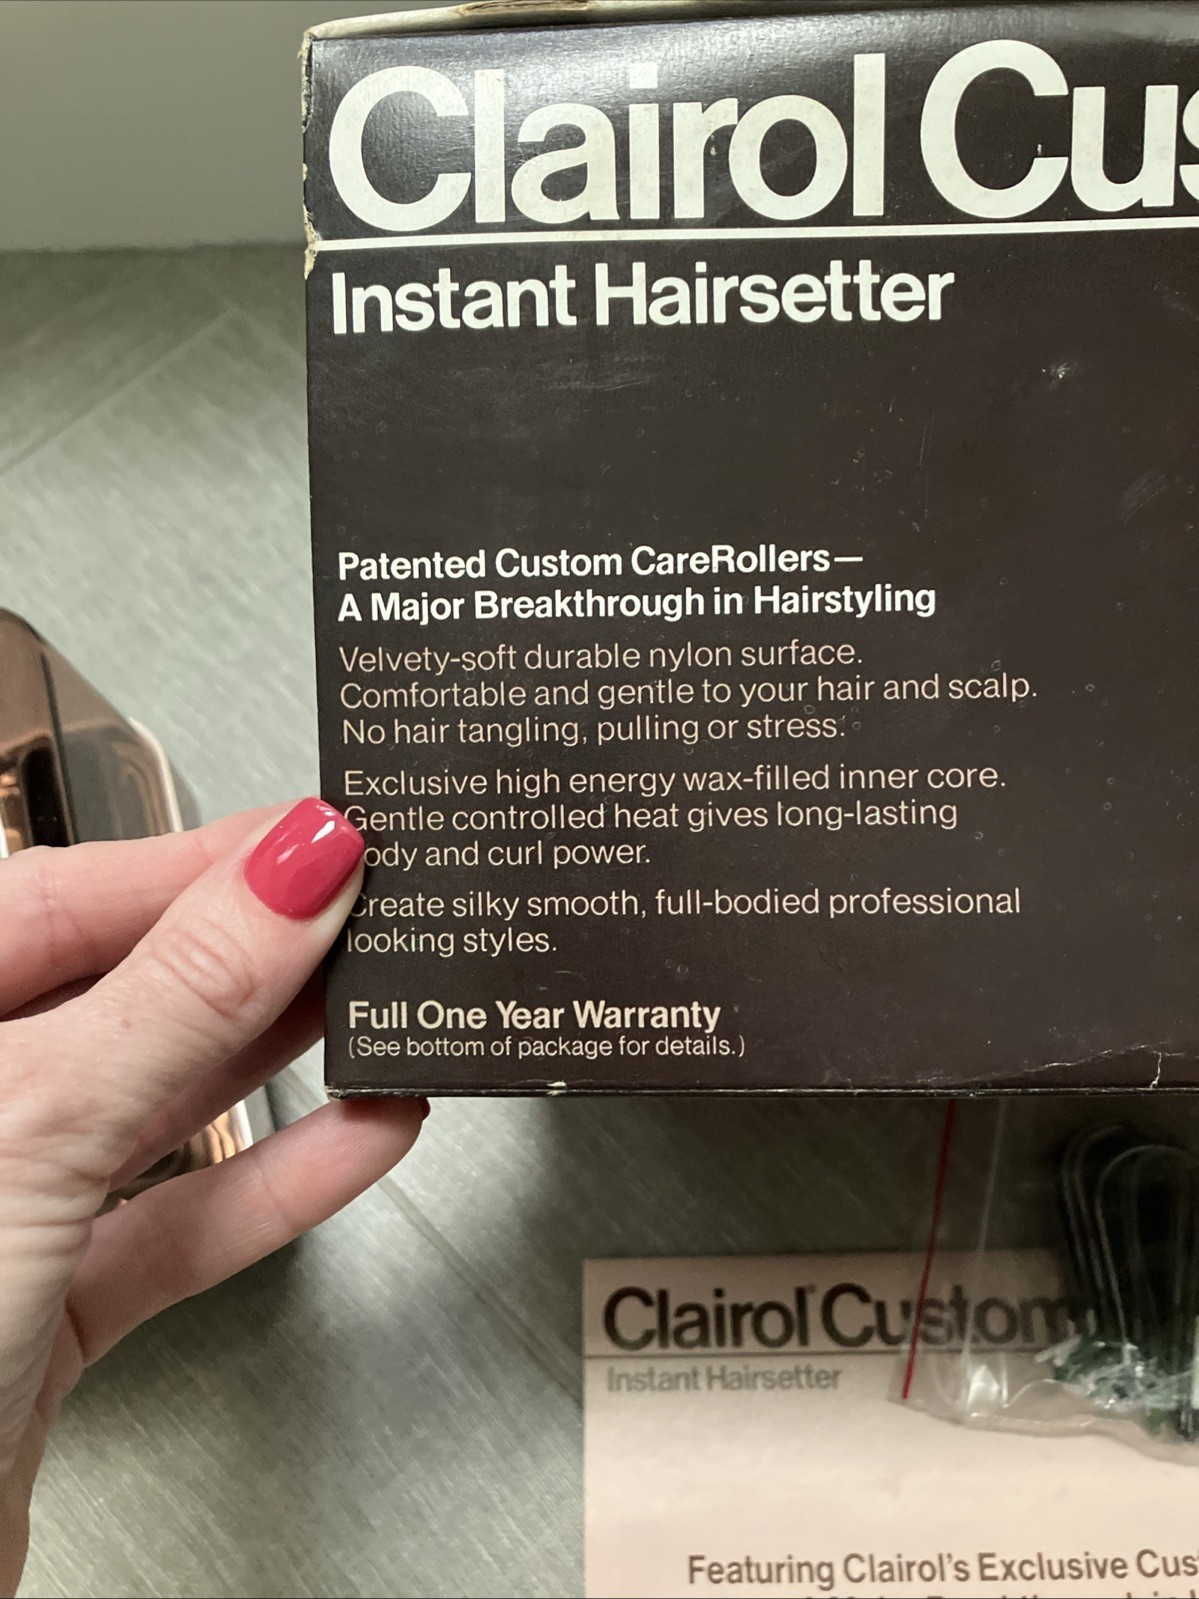 Clairol Cus
Instant Hairsetter
Patented Custom CareRollers—
A Major Breakthrough in Hairstyling
Velvety-soft durable nylon surface.
Comfortable and gentle to your hair and scalp.
No hair tangling, pulling or stress.
Exclusive high energy wax-filled inner core.
Gentle controlled heat gives long-lasting
ody and curl power.
Create silky smooth, full-bodied professional
looking styles.
Full One Year Warranty
(See bottom of package for details.)
Clairol® Custom
Instant Hairsetter
Featuring Clairol's Exclusive Cus